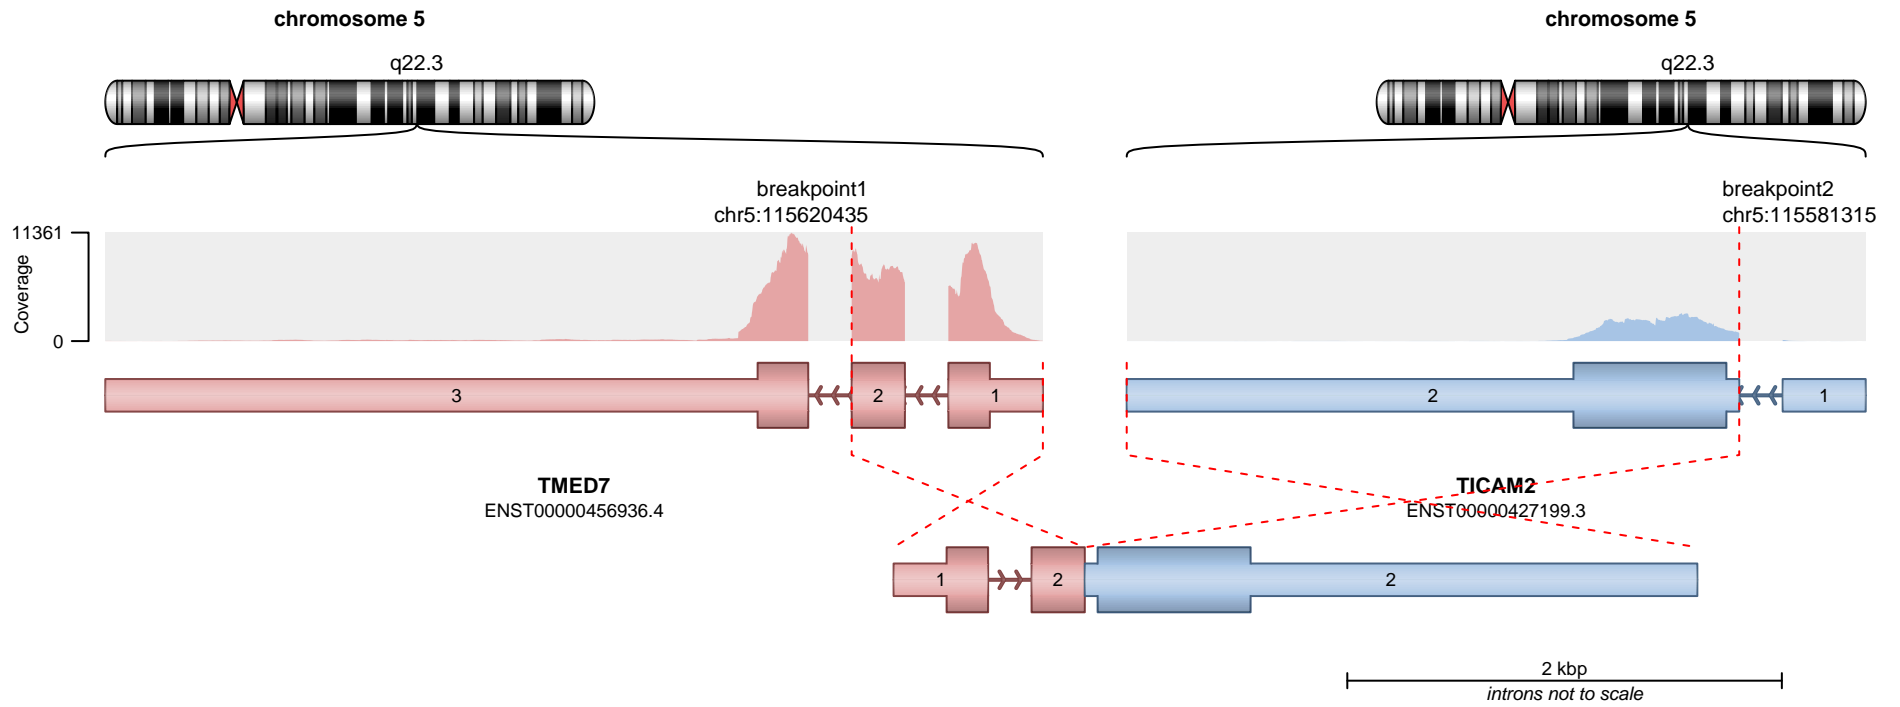 chromosome 5
chromosome 5
q22.3
q22.3
breakpoint1
chr5:115620435
breakpoint2
chr5:115581315
11361
Coverage
0
3
2
1
2
1
TMED7
ENST00000456936.4
TICAM2
ENST00000427199.3
1
2
2
2 kbp
introns not to scale